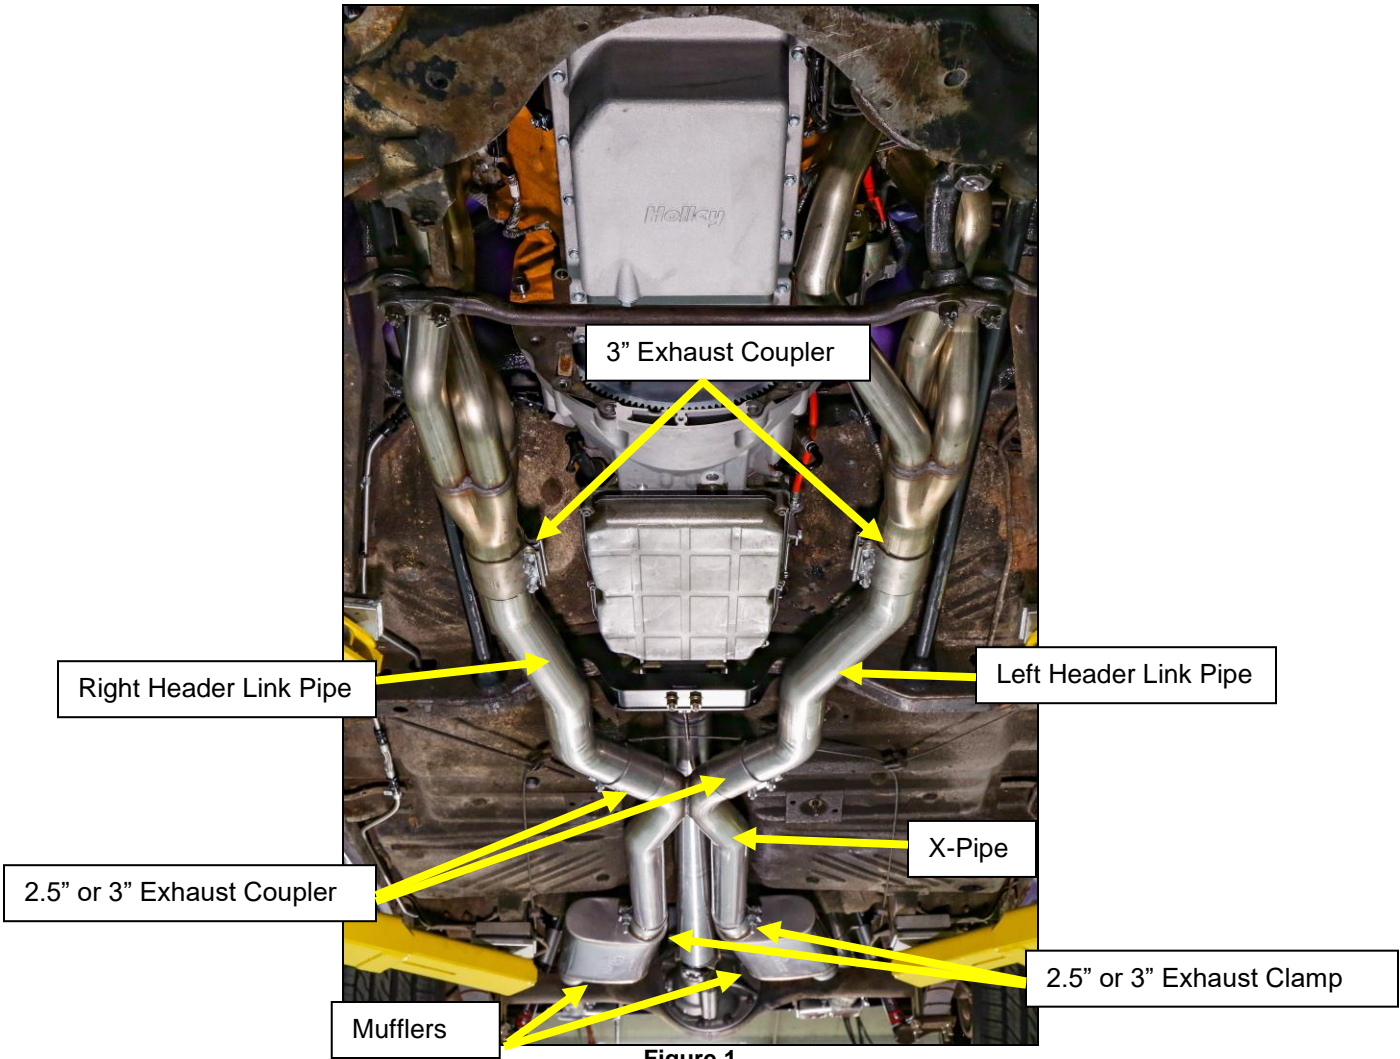 Holley
3” Exhaust Coupler
Right Header Link Pipe
Left Header Link Pipe
X-Pipe
2.5” or 3” Exhaust Coupler
2.5” or 3” Exhaust Clamp
Mufflers
Figure 1